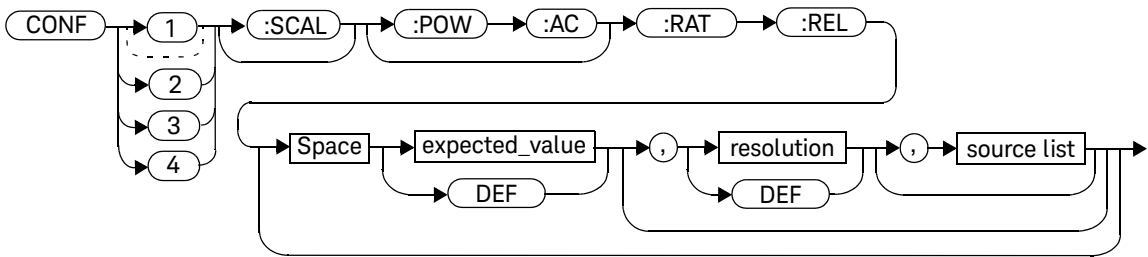 CONF 1 :SCAL :POW :AC :RAT :REL
2
3
4
Space expected_value , resolution , source list
DEF DEF